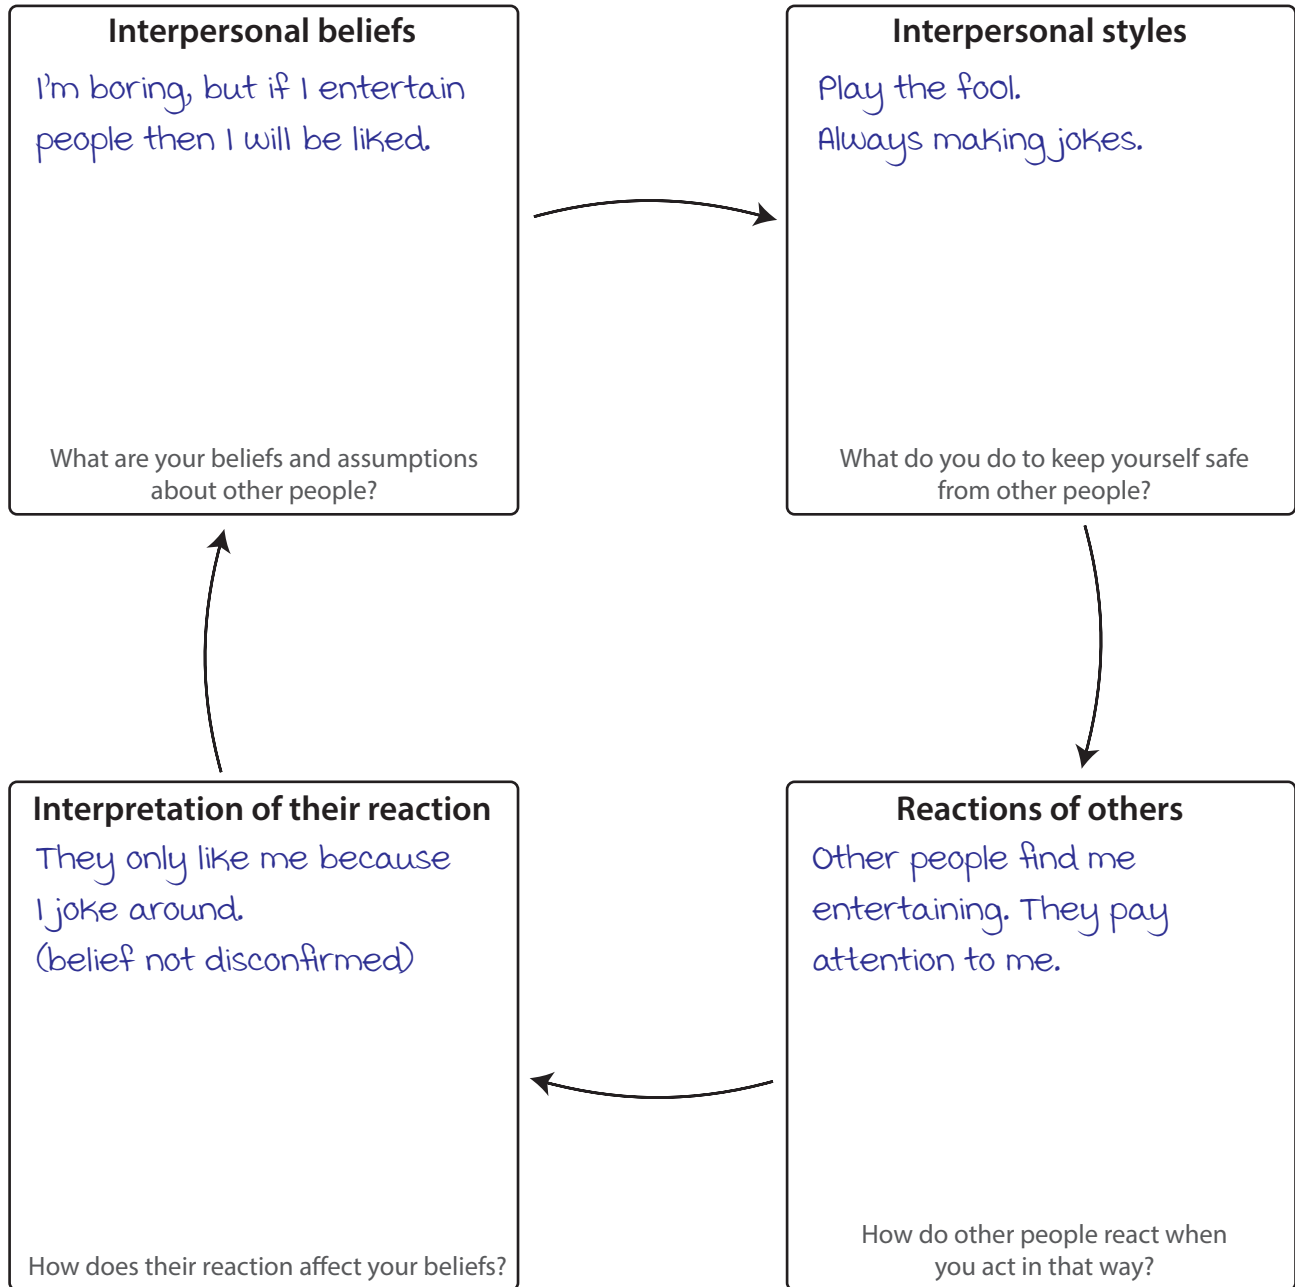 Interpersonal beliefs
I'm boring, but if I entertain
people then I will be liked.
What are your beliefs and assumptions
about other people?
Interpersonal styles
Play the fool.
Always making jokes.
What do you do to keep yourself safe
from other people?
Reactions of others
Other people find me
entertaining. They pay
attention to me.
How do other people react when
you act in that way?
Interpretation of their reaction
They only like me because
I joke around.
(belief not disconfirmed)
How does their reaction affect your beliefs?